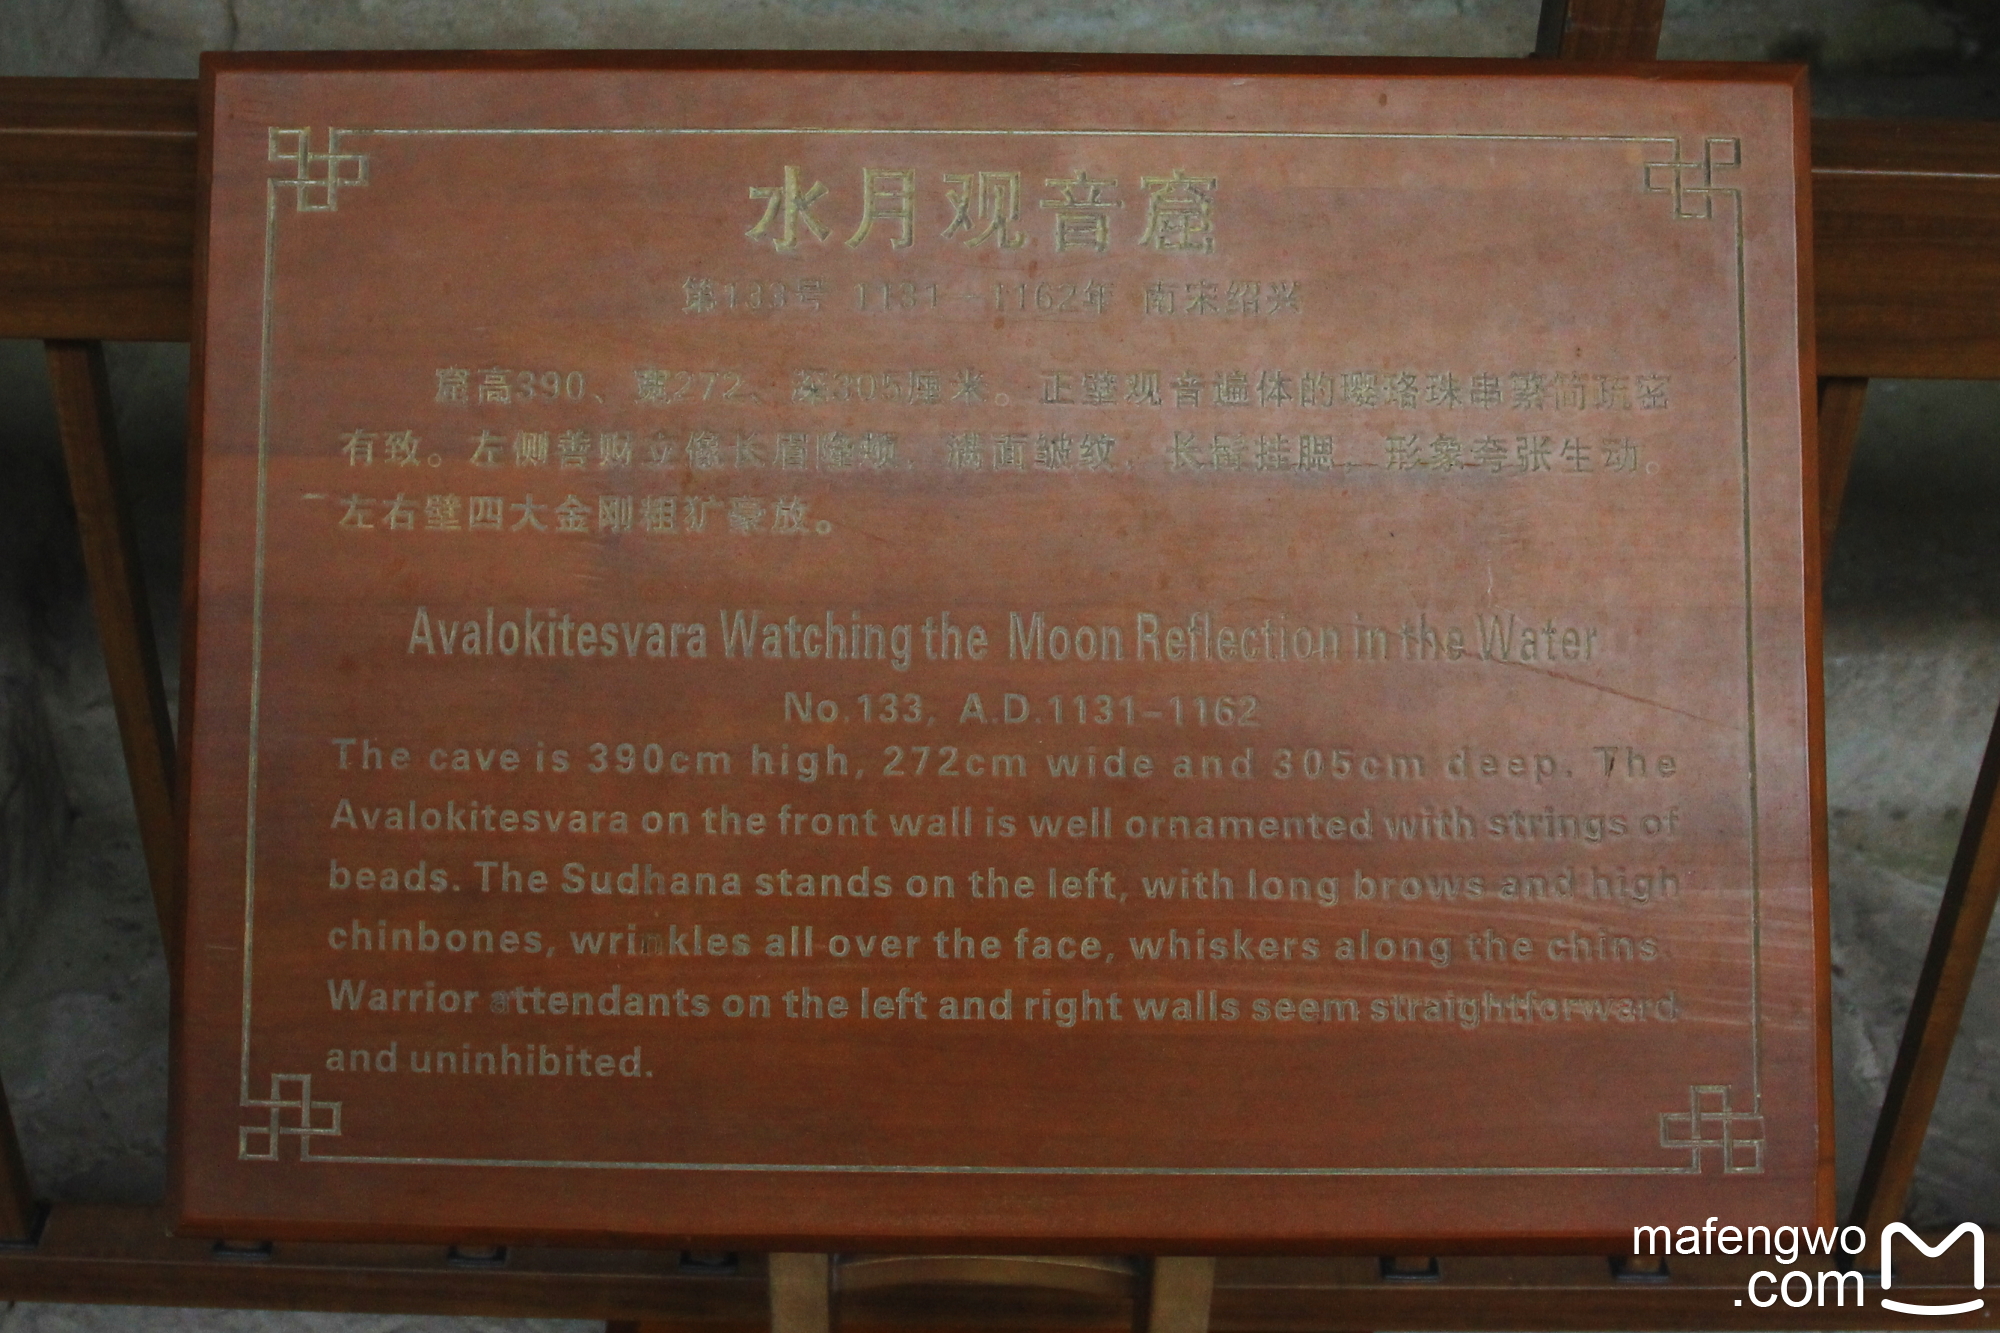 水月观音窟
第133号 1131—1162年 南宋绍兴
窟高390、宽272、深305厘米。正壁观音遍体的璎珞珠串繁简疏密
有致。左侧善财立像长眉隆颊，满面皱纹，长髯挂腮，形象夸张生动。
左右壁四大金刚粗犷豪放。
Avalokitesvara Watching the Moon Reflection in the Water
No.133, A.D.1131-1162
The cave is 390cm high, 272cm wide and 305cm deep. The
Avalokitesvara on the front wall is well ornamented with strings of
beads. The Sudhana stands on the left, with long brows and high
chinbones, wrinkles all over the face, whiskers along the chins.
Warrior attendants on the left and right walls seem straightforward
and uninhibited.
mafengwo
.com